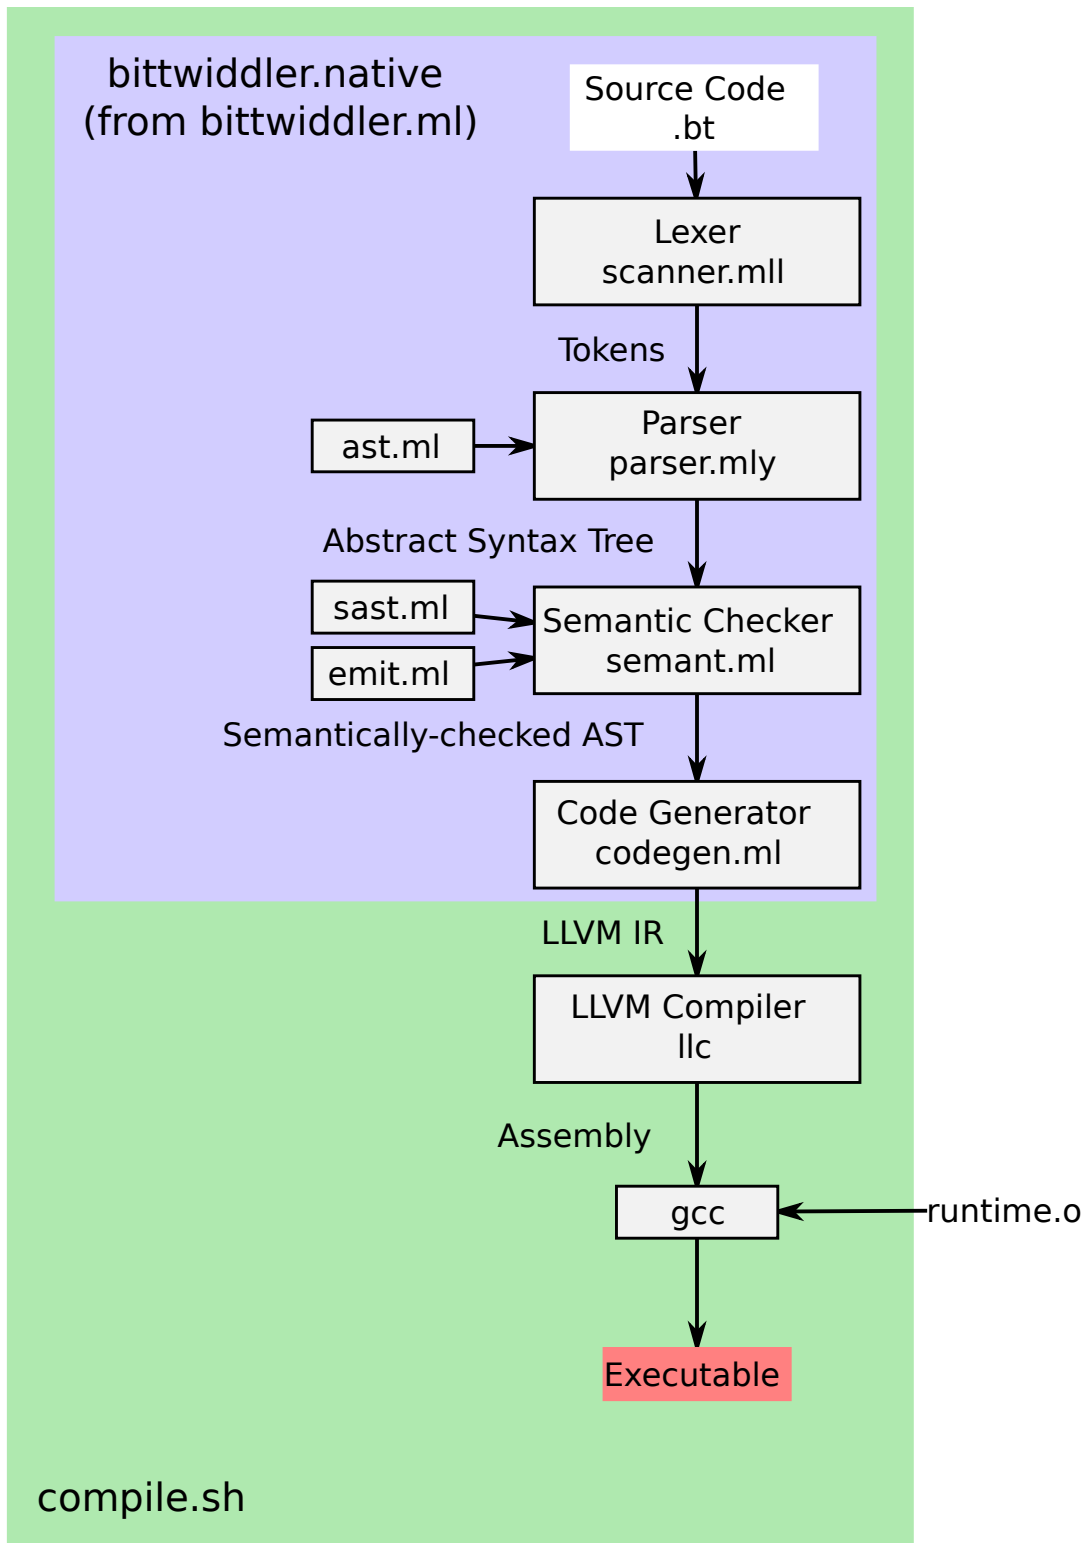 bittwiddler.native
(from bittwiddler.ml)
Source Code
.bt
Lexer
scanner.mll
Tokens
ast.ml
Parser
parser.mly
Abstract Syntax Tree
sast.ml
emit.ml
Semantic Checker
semant.ml
Semantically-checked AST
Code Generator
codegen.ml
LLVM IR
LLVM Compiler
llc
Assembly
gcc
runtime.o
Executable
compile.sh